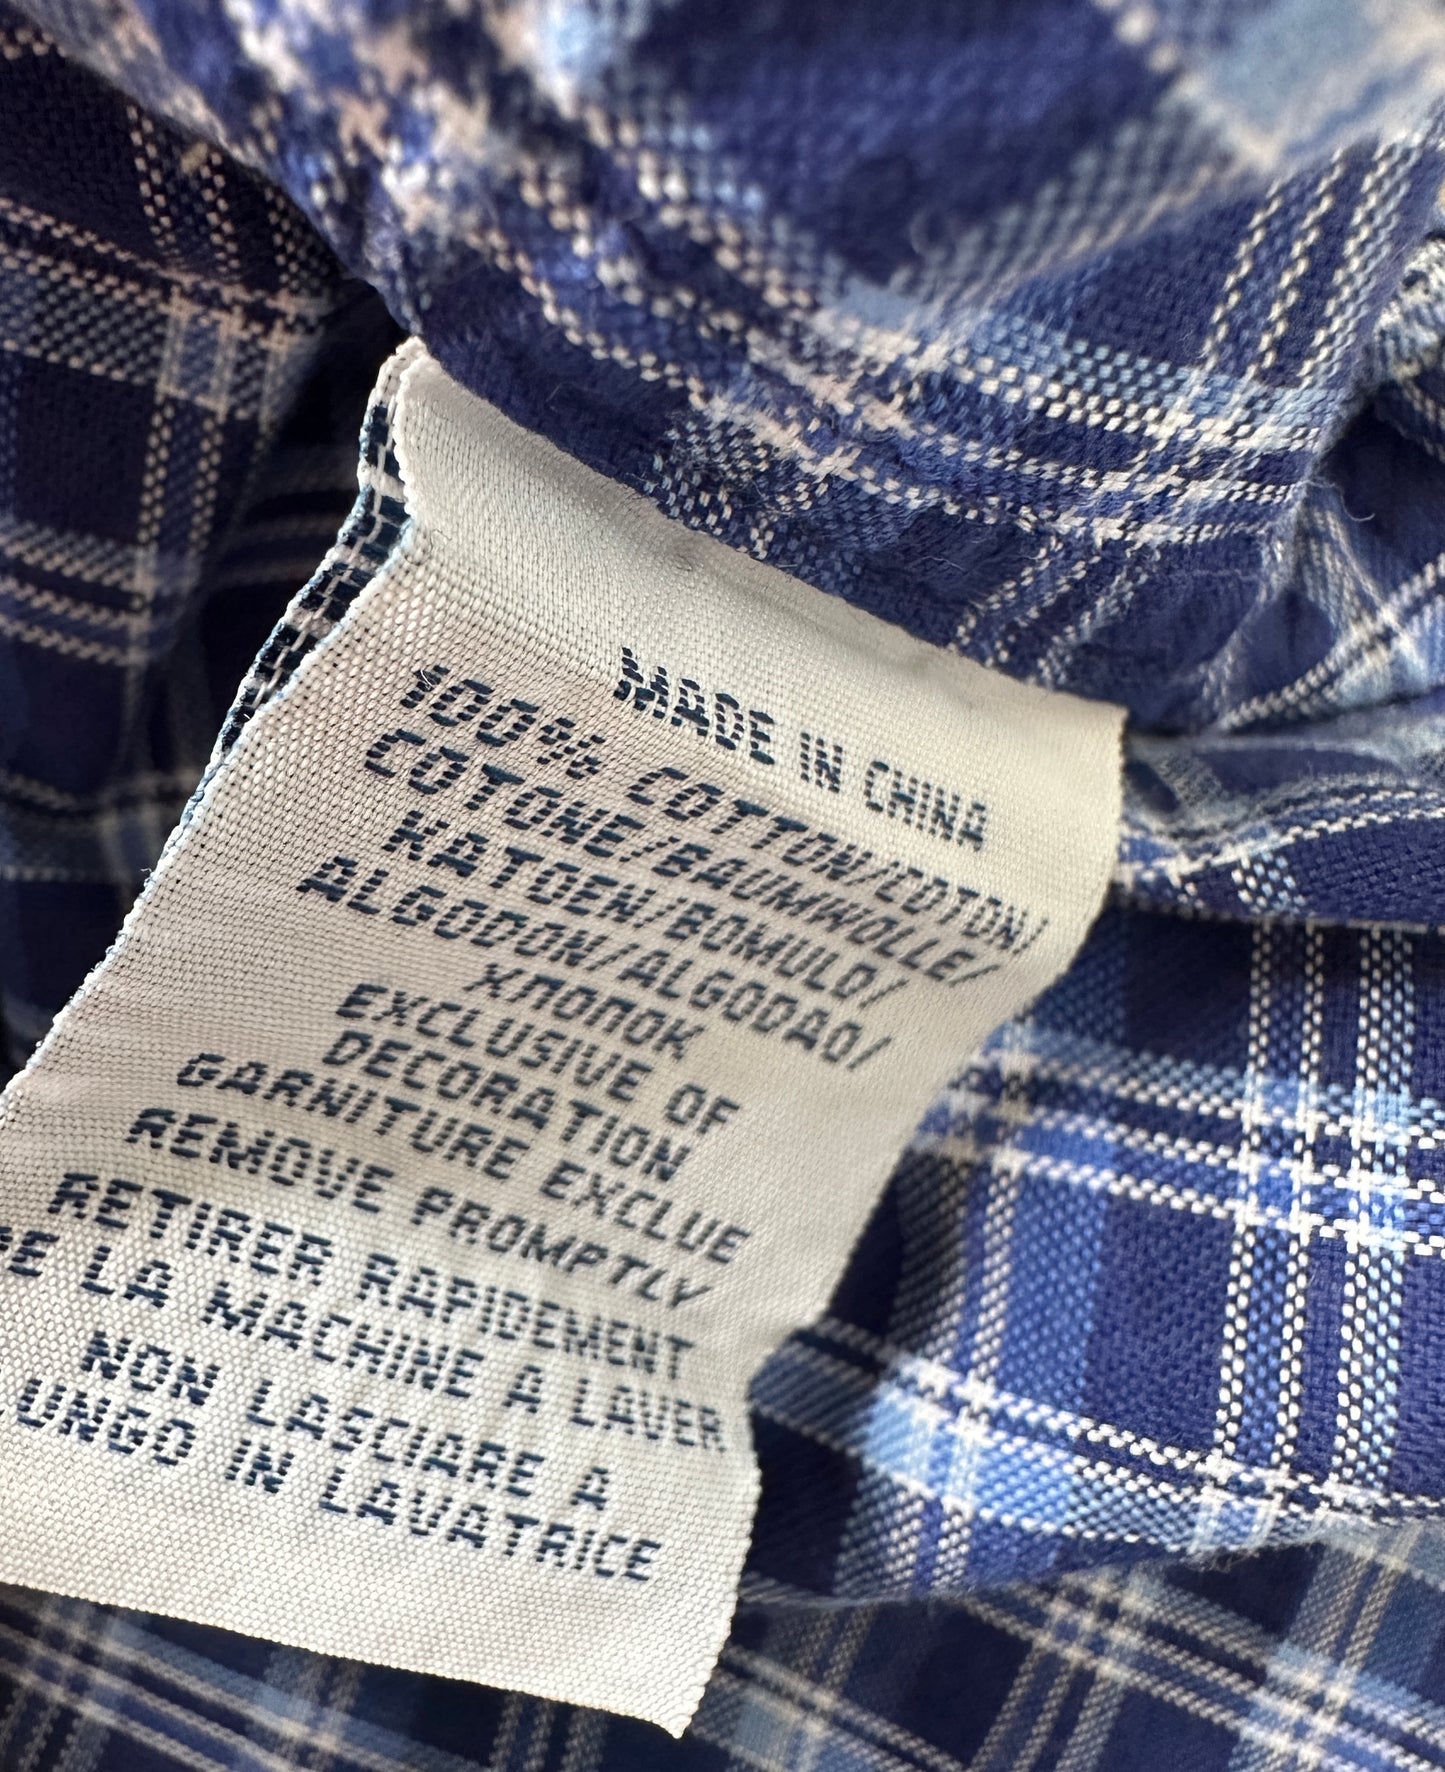 MADE IN CHINA
100% COTTON/COTON/
COTONE/BAUMWOLLE/
KATOEN/BOMULD/
ALGODON/ALGODAO/
ХЛОПОК
EXCLUSIVE OF
DECORATION
GARNITURE EXCLUE
REMOVE PROMPTLY
RETIRER RAPIDEMENT
DE LA MACHINE A LAVER
NON LASCIARE A
LUNGO IN LAVATRICE